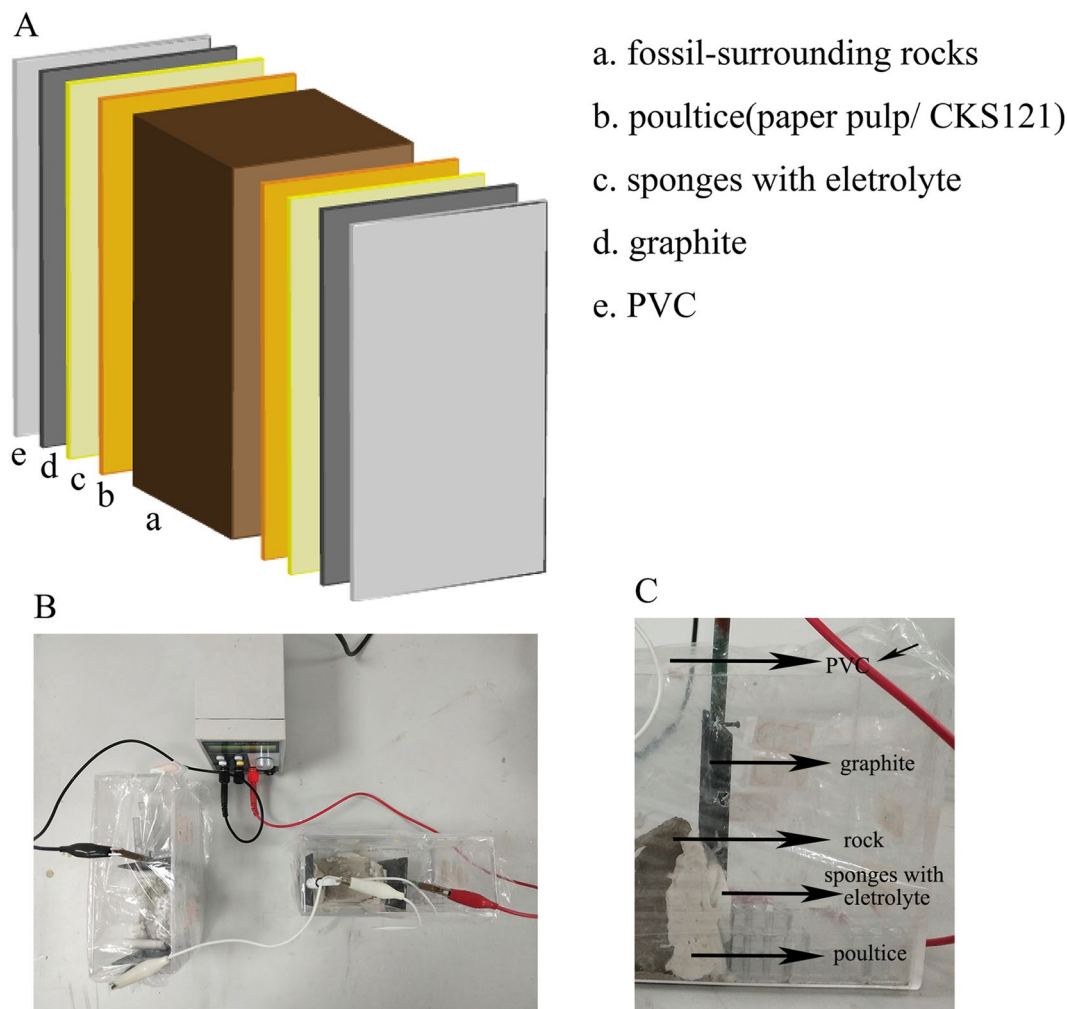 A
a. fossil-surrounding rocks
b. poultice(paper pulp/ CKS121)
c. sponges with eletrolyte
d. graphite
e. PVC
e
d
c
b
a
B
C
PVC
graphite
rock
sponges with
eletrolyte
poultice